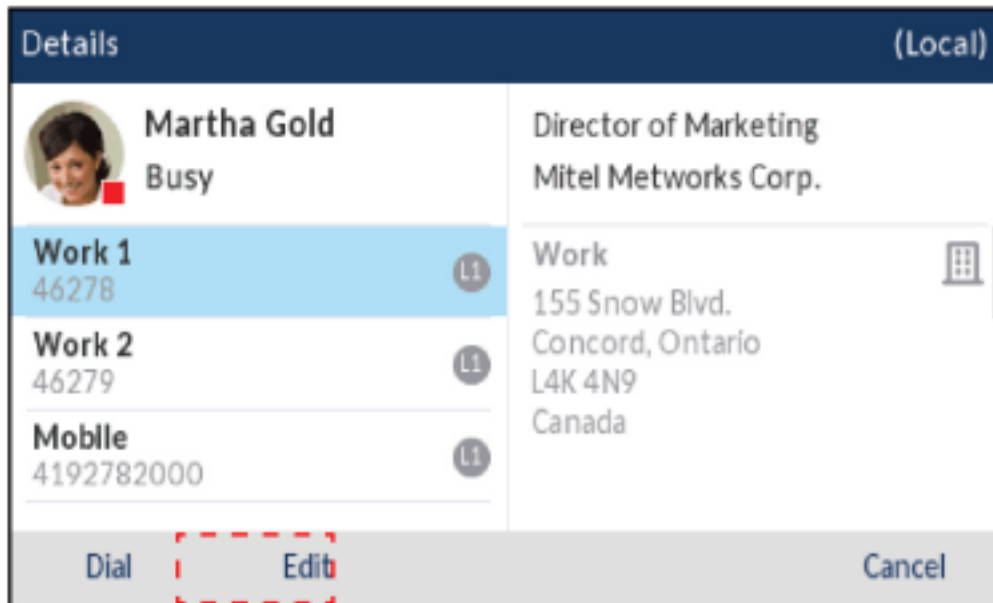 Details (Local)
Martha Gold
Busy
Director of Marketing
Mitel Metworks Corp.
Work 1
46278
L1
Work 2
46279
L1
Mobile
4192782000
L1
Work
155 Snow Blvd.
Concord, Ontario
L4K 4N9
Canada
Dial Edit Cancel